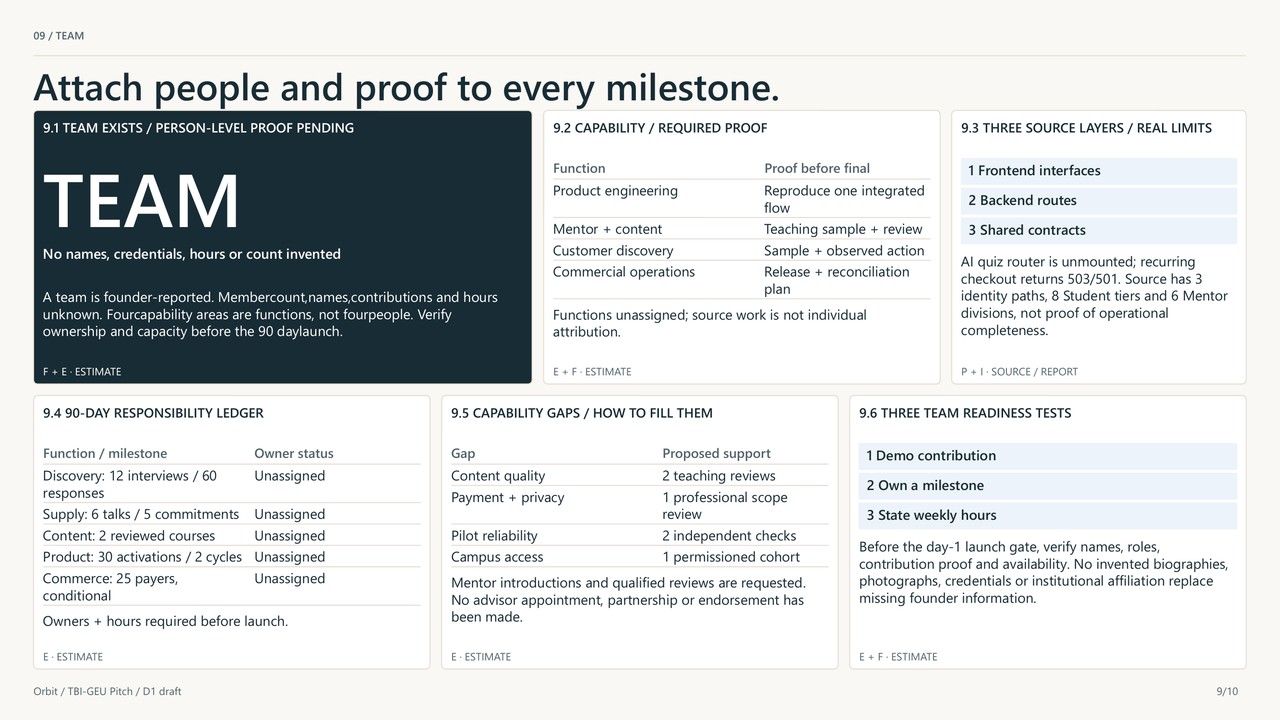 09 / TEAM
Attach people and proof to every milestone.
9.1 TEAM EXISTS / PERSON-LEVEL PROOF PENDING
TEAM
No names, credentials, hours or count invented
A team is founder-reported. Membercount,names,contributions and hours
unknown. Fourcapability areas are functions, not fourpeople. Verify
ownership and capacity before the 90 daylaunch.
F + E · ESTIMATE
9.2 CAPABILITY / REQUIRED PROOF
Function Proof before final
Product engineering Reproduce one integrated
flow
Mentor + content Teaching sample + review
Customer discovery Sample + observed action
Commercial operations Release + reconciliation
plan
Functions unassigned; source work is not individual
attribution.
E + F · ESTIMATE
9.3 THREE SOURCE LAYERS / REAL LIMITS
1 Frontend interfaces
2 Backend routes
3 Shared contracts
AI quiz router is unmounted; recurring
checkout returns 503/501. Source has 3
identity paths, 8 Student tiers and 6 Mentor
divisions, not proof of operational
completeness.
P + I · SOURCE / REPORT
9.4 90-DAY RESPONSIBILITY LEDGER
Function / milestone Owner status
Discovery: 12 interviews / 60 Unassigned
responses
Supply: 6 talks / 5 commitments Unassigned
Content: 2 reviewed courses Unassigned
Product: 30 activations / 2 cycles Unassigned
Commerce: 25 payers, Unassigned
conditional
Owners + hours required before launch.
E · ESTIMATE
9.5 CAPABILITY GAPS / HOW TO FILL THEM
Gap Proposed support
Content quality 2 teaching reviews
Payment + privacy 1 professional scope
review
Pilot reliability 2 independent checks
Campus access 1 permissioned cohort
Mentor introductions and qualified reviews are requested.
No advisor appointment, partnership or endorsement has
been made.
E · ESTIMATE
9.6 THREE TEAM READINESS TESTS
1 Demo contribution
2 Own a milestone
3 State weekly hours
Before the day-1 launch gate, verify names, roles,
contribution proof and availability. No invented biographies,
photographs, credentials or institutional affiliation replace
missing founder information.
E + F · ESTIMATE
Orbit / TBI-GEU Pitch / D1 draft
9/10